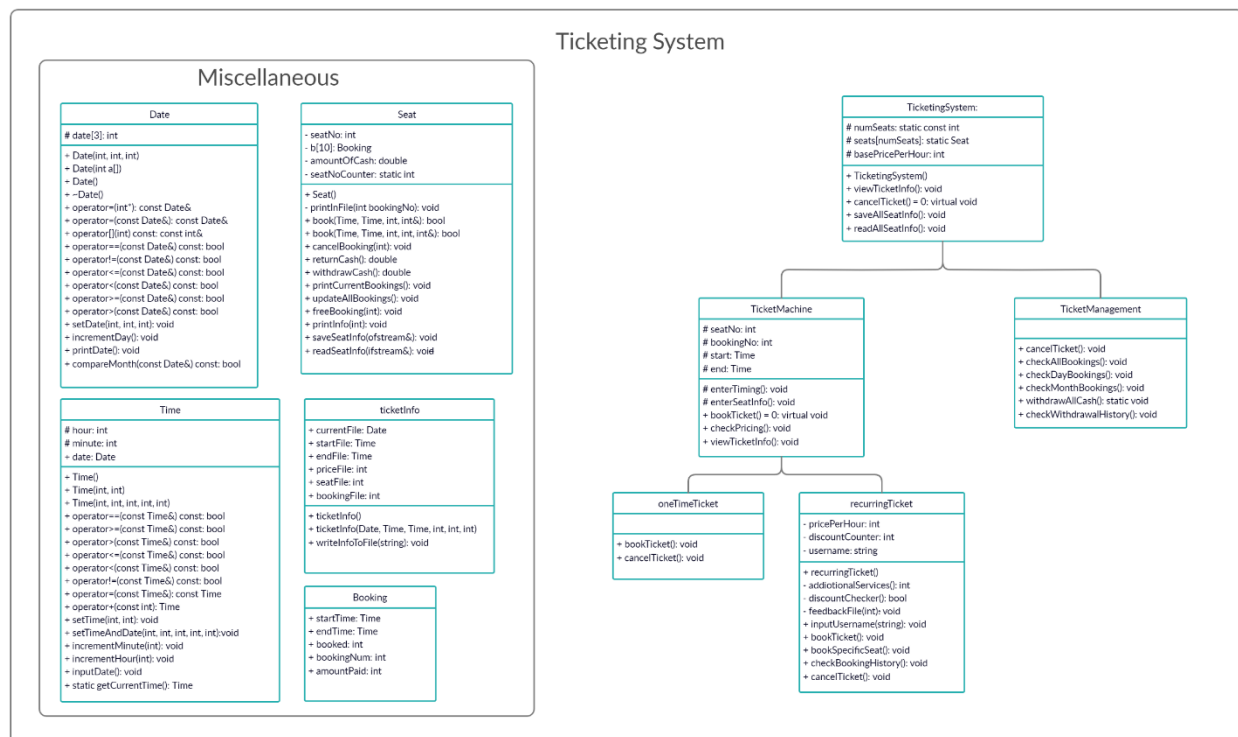 Ticketing System
Miscellaneous
Date
# date[3]: int
+ Date(int, int, int)
+ Date(int a[])
+ Date()
+ ~Date()
+ operator=(int*): const Date&
+ operator=(const Date&): const Date&
+ operator[](int) const: const int&
+ operator==(const Date&) const: bool
+ operator!=(const Date&) const: bool
+ operator<=(const Date&) const: bool
+ operator<(const Date&) const: bool
+ operator>=(const Date&) const: bool
+ operator>(const Date&) const: bool
+ setDate(int, int, int): void
+ incrementDay(): void
+ printDate(): void
+ compareMonth(const Date&) const: bool
Seat
- seatNo: int
- b[10]: Booking
- amountOfCash: double
- seatNoCounter: static int
+ Seat()
- printInFile(int bookingNo): void
+ book(Time, Time, int, int&): bool
+ book(Time, Time, int, int, int&): bool
+ cancelBooking(int): void
+ returnCash(): double
+ withdrawCash(): double
+ printCurrentBookings(): void
+ updateAllBookings(): void
+ freeBooking(int): void
+ printInfo(int): void
+ saveSeatInfo(ofstream&): void
+ readSeatInfo(ifstream&): void
Time
# hour: int
# minute: int
+ date: Date
+ Time()
+ Time(int, int)
+ Time(int, int, int, int, int)
+ operator==(const Time&) const: bool
+ operator>=(const Time&) const: bool
+ operator>(const Time&) const: bool
+ operator<=(const Time&) const: bool
+ operator<(const Time&) const: bool
+ operator!=(const Time&) const: bool
+ operator=(const Time&): const Time
+ operator+(const int): Time
+ setTime(int, int): void
+ setTimeAndDate(int, int, int, int, int):void
+ incrementMinute(int): void
+ incrementHour(int): void
+ inputDate(): void
+ static getCurrentTime(): Time
ticketInfo
+ currentFile: Date
+ startFile: Time
+ endFile: Time
+ priceFile: int
+ seatFile: int
+ bookingFile: int
+ ticketInfo()
+ ticketInfo(Date, Time, Time, int, int, int)
+ writeInfoToFile(string): void
Booking
+ startTime: Time
+ endTime: Time
+ booked: int
+ bookingNum: int
+ amountPaid: int
TicketingSystem:
# numSeats: static const int
# seats[numSeats]: static Seat
# basePricePerHour: int
+ TicketingSystem()
+ viewTicketInfo(): void
+ cancelTicket() = 0: virtual void
+ saveAllSeatInfo(): void
+ readAllSeatInfo(): void
TicketMachine
# seatNo: int
# bookingNo: int
# start: Time
# end: Time
# enterTiming(): void
# enterSeatInfo(): void
+ bookTicket() = 0: virtual void
+ checkPricing(): void
+ viewTicketInfo(): void
TicketManagement
+ cancelTicket(): void
+ checkAllBookings(): void
+ checkDayBookings(): void
+ checkMonthBookings(): void
+ withdrawAllCash(): static void
+ checkWithdrawalHistory(): void
oneTimeTicket
+ bookTicket(): void
+ cancelTicket(): void
recurringTicket
- pricePerHour: int
- discountCounter: int
- username: string
+ recurringTicket()
- addiotionalServices(): int
- discountChecker(): bool
- feedbackFile(int): void
+ inputUsername(string): void
+ bookTicket(): void
+ bookSpecificSeat(): void
+ checkBookingHistory(): void
+ cancelTicket(): void